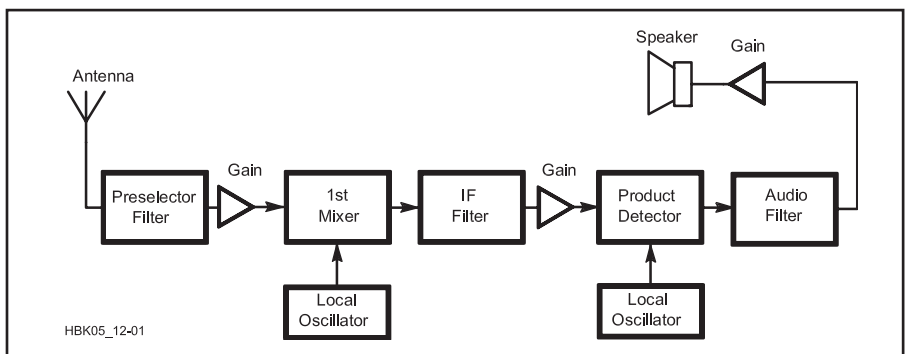 Speaker
Gain
Antenna
Gain
Preselector
Filter
1st
Mixer
IF
Filter
Gain
Product
Detector
Audio
Filter
Local
Oscillator
Local
Oscillator
HBK05_12-01